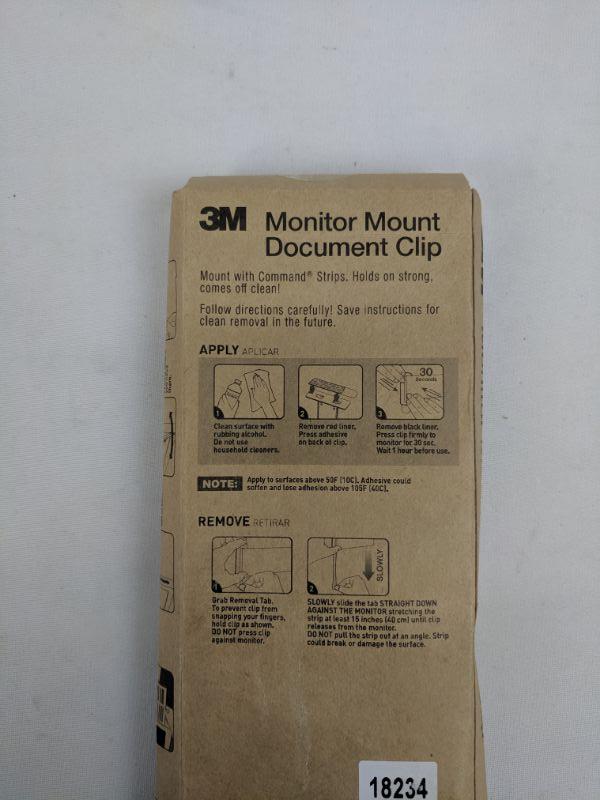 3M Monitor Mount
Document Clip
Mount with Command® Strips. Holds on strong,
comes off clean!
Follow directions carefully! Save instructions for
clean removal in the future.
APPLY APLICAR
1
Clean surface with
rubbing alcohol.
Do not use
household cleaners.
2
Remove red liner.
Press adhesive
on back of clip.
30
Seconds
3
Remove black liner.
Press clip firmly to
monitor for 30 sec.
Wait 1 hour before use.
NOTE: Apply to surfaces above 50F (10C). Adhesive could
soften and lose adhesion above 105F (40C).
REMOVE RETIRAR
1
Grab Removal Tab.
To prevent clip from
snapping your fingers,
hold clip as shown.
DO NOT press clip
against monitor.
SLOWLY
2
SLOWLY slide the tab STRAIGHT DOWN
AGAINST THE MONITOR stretching the
strip at least 15 inches (40 cm) until clip
releases from the monitor.
DO NOT pull the strip out at an angle. Strip
could break or damage the surface.
18234